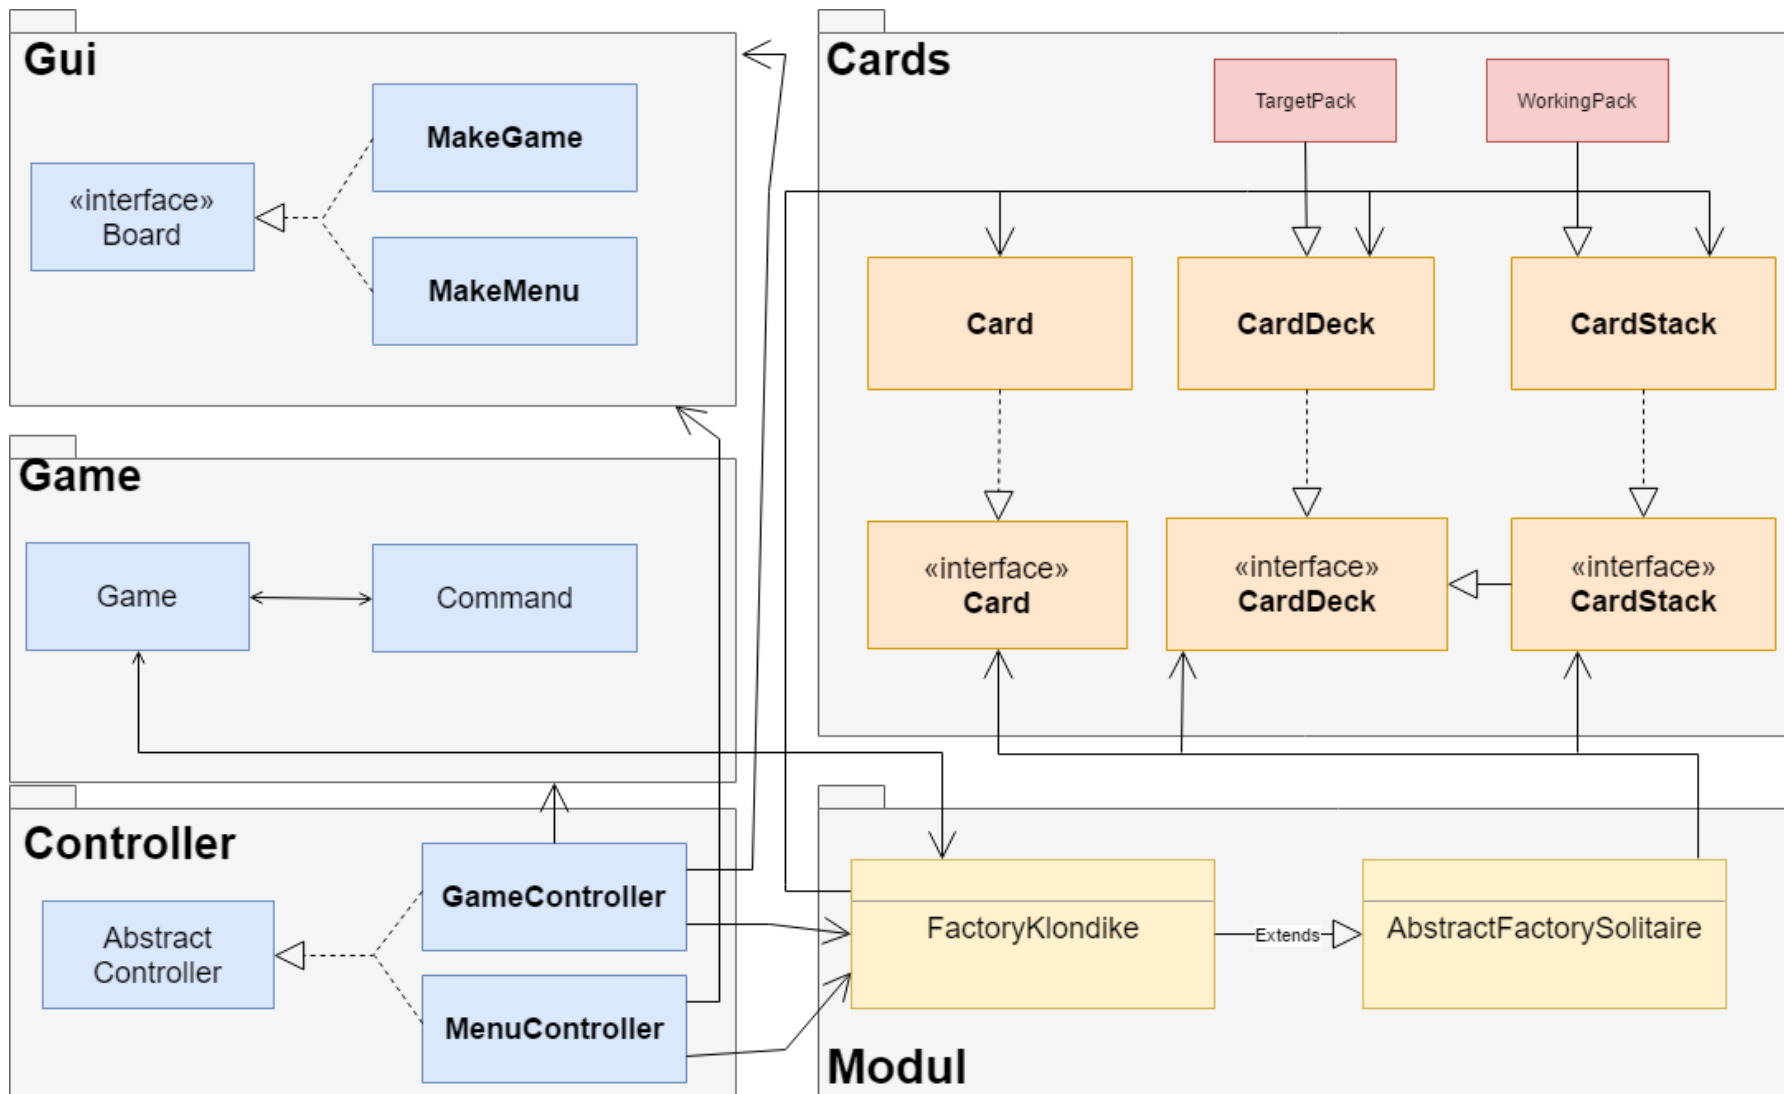 Gui
MakeGame
«interface»
Board
MakeMenu
Cards
TargetPack
WorkingPack
Card
CardDeck
CardStack
«interface»
Card
«interface»
CardDeck
«interface»
CardStack
Game
Game
Command
Controller
GameController
Abstract
Controller
MenuController
FactoryKlondike
Extends
AbstractFactorySolitaire
Modul